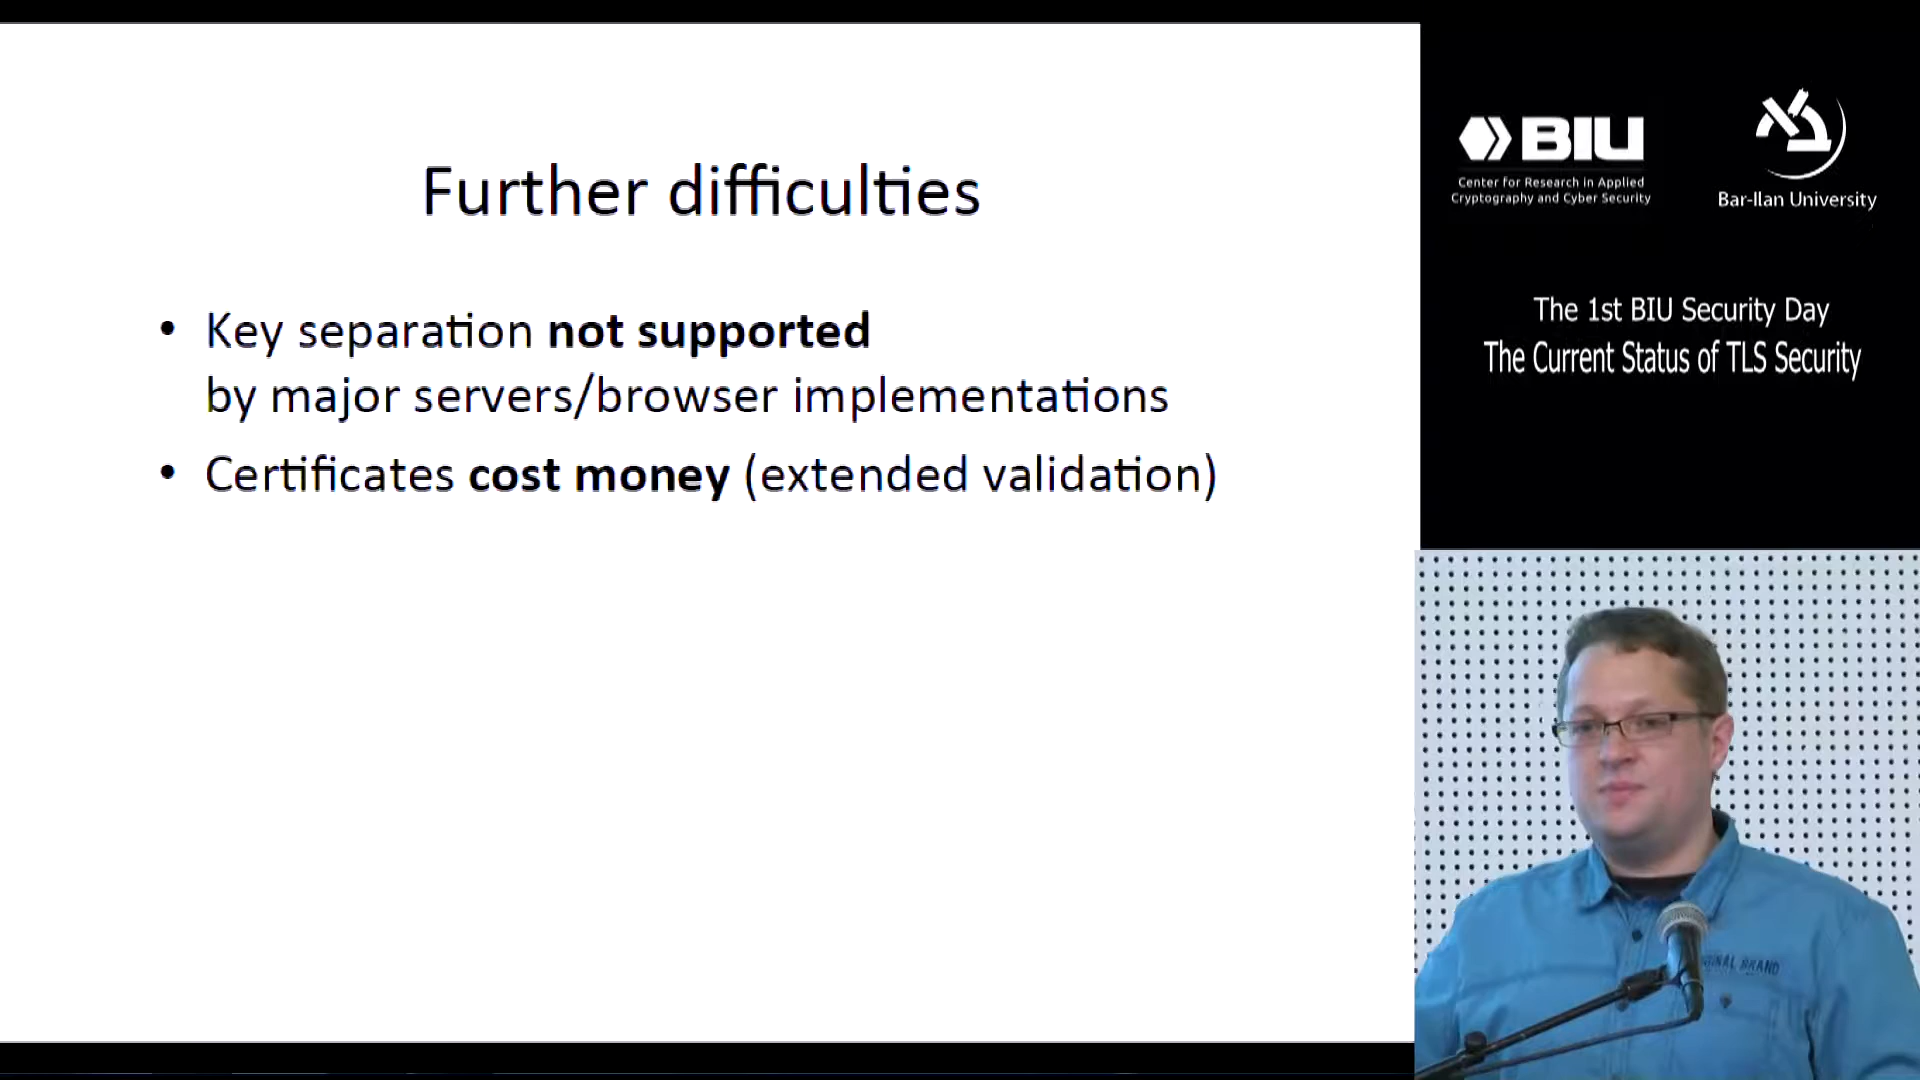 Further difficulties
• Key separation not supported
by major servers/browser implementations
• Certificates cost money (extended validation)
BIU
Center for Research in Applied
Cryptography and Cyber Security
Bar-Ilan University
The 1st BIU Security Day
The Current Status of TLS Security
BRAND